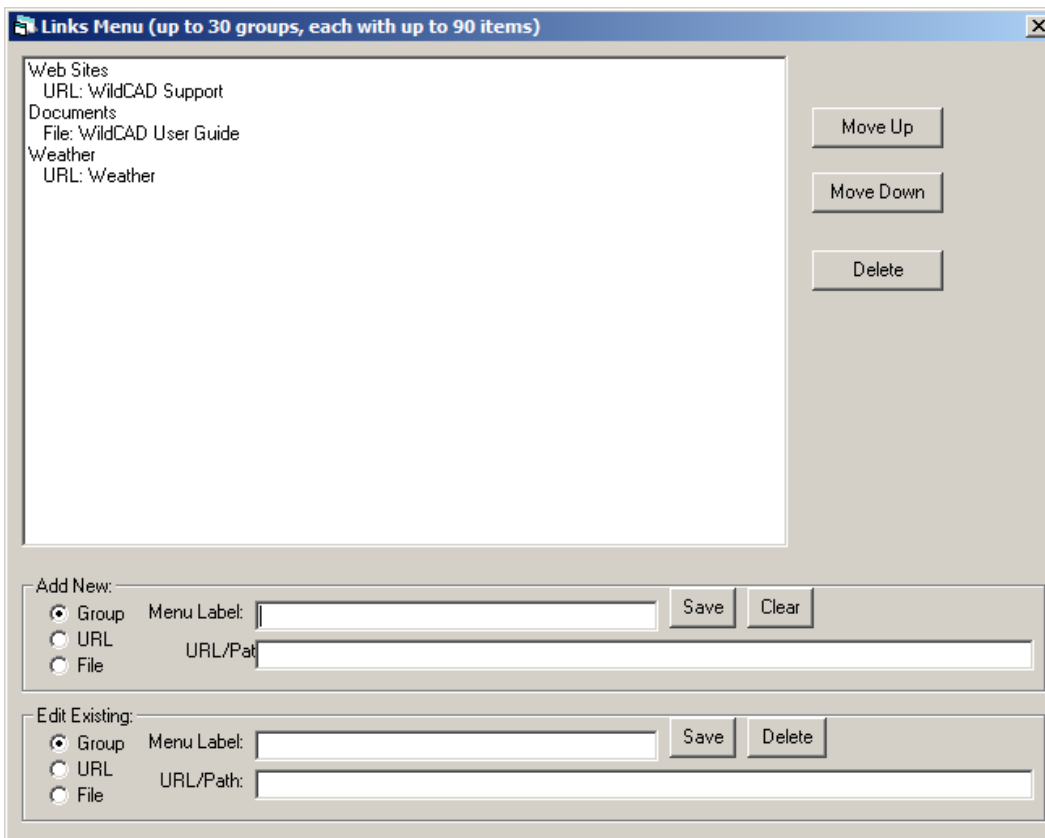 Links Menu (up to 30 groups, each with up to 90 items)
Web Sites
URL: WildCAD Support
Documents
File: WildCAD User Guide
Weather
URL: Weather
Move Up
Move Down
Delete
Add New:
Group Menu Label: Save Clear
URL
URL/Pat
File
Edit Existing:
Group Menu Label: Save Delete
URL
URL/Path:
File